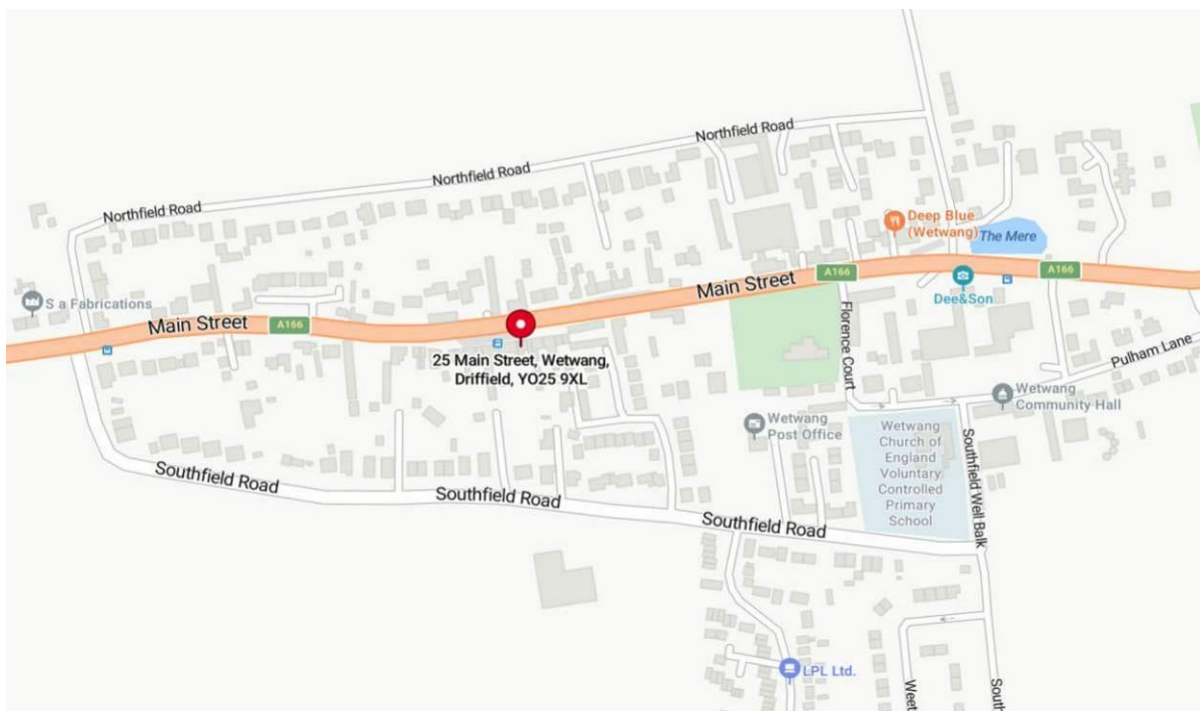 Northfield Road
Northfield Road
Northfield Road
Deep Blue
(Wetwang)
The Mere
A166
A166
Dee&Son
Main Street
S a Fabrications
Main Street
A166
25 Main Street, Wetwang,
Driffield, YO25 9XL
Florence Court
Pulham Lane
Wetwang
Community Hall
Wetwang
Post Office
Wetwang
Church of
England
Voluntary
Controlled
Primary
School
Southfield Well Balk
Southfield Road
Southfield Road
Southfield Road
LPL Ltd.
Weet
South